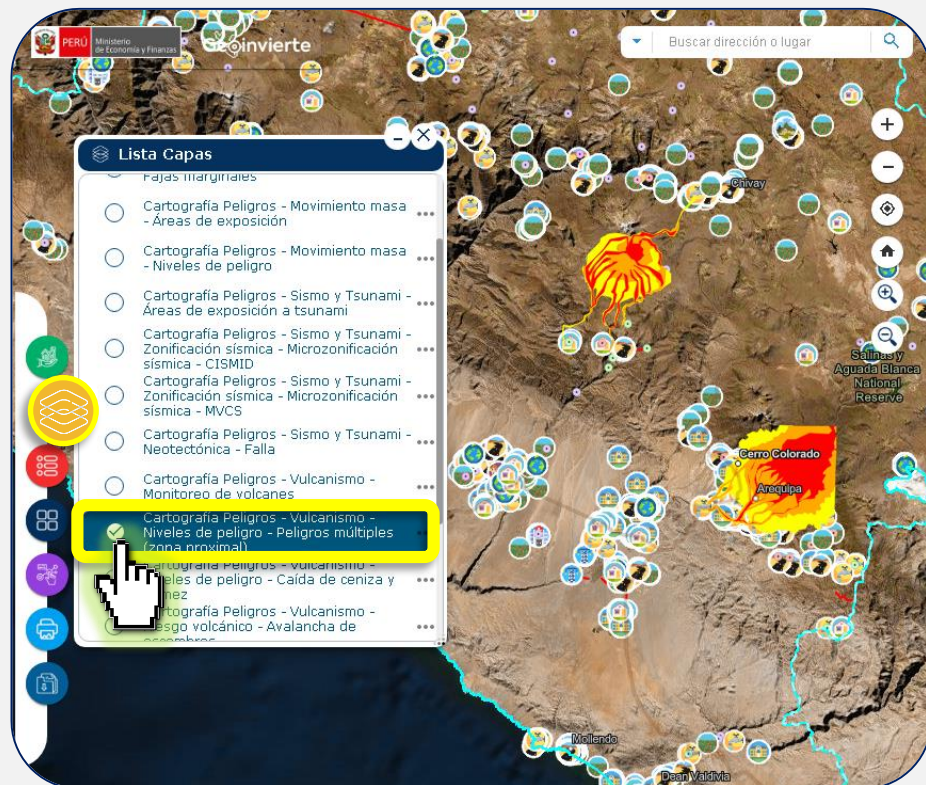 PERÚ
Ministerio
de Economía y Finanzas
Geoinvierte
Buscar dirección o lugar
Lista Capas
Fajas marginales
Cartografía Peligros - Movimiento masa
- Áreas de exposición
Cartografía Peligros - Movimiento masa
- Niveles de peligro
Cartografía Peligros - Sismo y Tsunami -
Áreas de exposición a tsunami
Cartografía Peligros - Sismo y Tsunami -
Zonificación sísmica - Microzonificación
sísmica - CISMID
Cartografía Peligros - Sismo y Tsunami -
Zonificación sísmica - Microzonificación
sísmica - MVCS
Cartografía Peligros - Sismo y Tsunami -
Neotectónica - Falla
Cartografía Peligros - Vulcanismo -
Monitoreo de volcanes
Cartografía Peligros - Vulcanismo -
Niveles de peligro - Peligros múltiples
(zona proximal)
Cartografía Peligros - Vulcanismo -
de peligro - Caída de ceniza y
Peligros - Vulcanismo -
volcánico - Avalancha de
escombros
Chivay
Salinas y
Aguada Blanca
National
Reserve
Cerro Colorado
Arequipa
Mollendo
Dean Valdivia